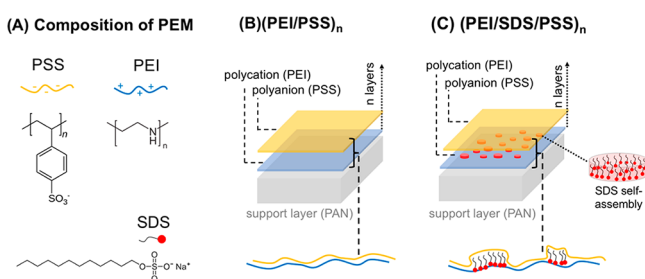 (A) Composition of PEM
PSS
PEI
n
SO₃⁻
H
N
n
SDS
O
O
S
O
O⁻ Na⁺
(B)(PEI/PSS)ₙ
polycation (PEI)
polyanion (PSS)
n layers
support layer (PAN)
(C) (PEI/SDS/PSS)ₙ
polycation (PEI)
polyanion (PSS)
n layers
support layer (PAN)
SDS self-
assembly